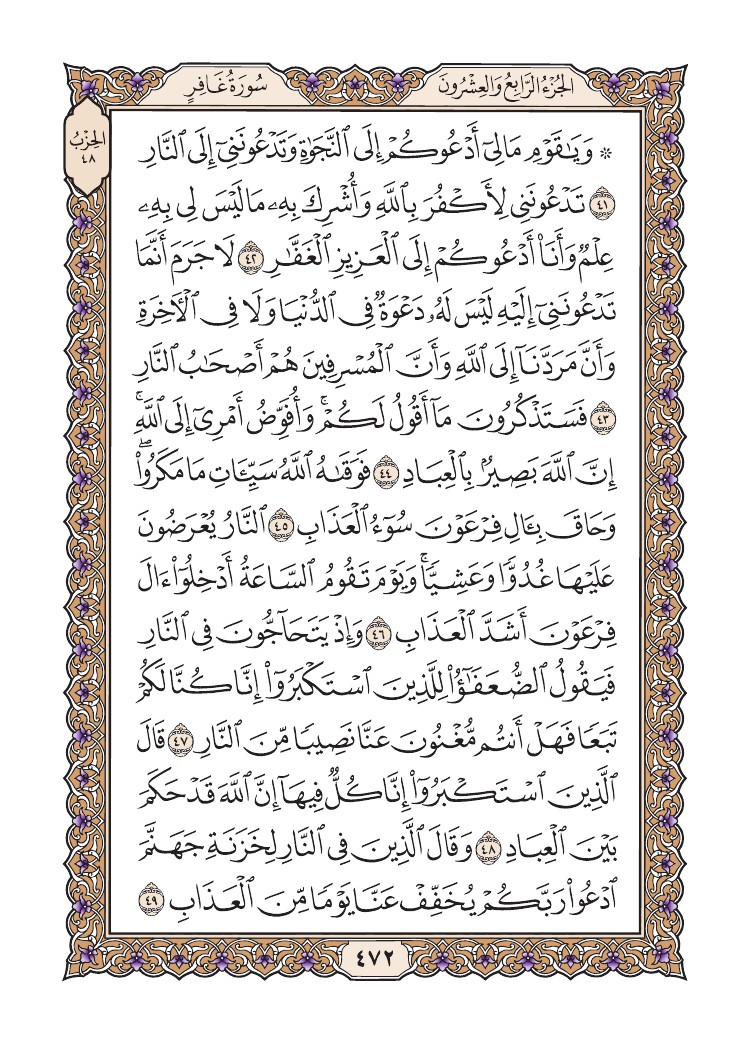 سُورَةُ غَافِرٍ
الجُزْءُ الرَّابِعُ وَالعِشْرُونَ
الحِزْبُ
٤٨
۞ وَيَٰقَوْمِ مَا لِىٓ أَدْعُوكُمْ إِلَى ٱلنَّجَوٰةِ وَتَدْعُونَنِىٓ إِلَى ٱلنَّارِ
٤١ تَدْعُونَنِى لِأَكْفُرَ بِٱللَّهِ وَأُشْرِكَ بِهِۦ مَا لَيْسَ لِى بِهِۦ
عِلْمٌ وَأَنَا۠ أَدْعُوكُمْ إِلَى ٱلْعَزِيزِ ٱلْغَفَّٰرِ ٤٢ لَا جَرَمَ أَنَّمَا
تَدْعُونَنِىٓ إِلَيْهِ لَيْسَ لَهُۥ دَعْوَةٌ فِى ٱلدُّنْيَا وَلَا فِى ٱلْـَٔاخِرَةِ
وَأَنَّ مَرَدَّنَآ إِلَى ٱللَّهِ وَأَنَّ ٱلْمُسْرِفِينَ هُمْ أَصْحَٰبُ ٱلنَّارِ
٤٣ فَسَتَذْكُرُونَ مَآ أَقُولُ لَكُمْ ۚ وَأُفَوِّضُ أَمْرِىٓ إِلَى ٱللَّهِ ۚ
إِنَّ ٱللَّهَ بَصِيرٌۢ بِٱلْعِبَادِ ٤٤ فَوَقَىٰهُ ٱللَّهُ سَيِّـَٔاتِ مَا مَكَرُوا۟ ۖ
وَحَاقَ بِـَٔالِ فِرْعَوْنَ سُوٓءُ ٱلْعَذَابِ ٤٥ ٱلنَّارُ يُعْرَضُونَ
عَلَيْهَا غُدُوًّا وَعَشِيًّا ۚ وَيَوْمَ تَقُومُ ٱلسَّاعَةُ أَدْخِلُوٓا۟ ءَالَ
فِرْعَوْنَ أَشَدَّ ٱلْعَذَابِ ٤٦ وَإِذْ يَتَحَآجُّونَ فِى ٱلنَّارِ
فَيَقُولُ ٱلضُّعَفَٰٓؤُا۟ لِلَّذِينَ ٱسْتَكْبَرُوٓا۟ إِنَّا كُنَّا لَكُمْ
تَبَعًا فَهَلْ أَنتُم مُّغْنُونَ عَنَّا نَصِيبًا مِّنَ ٱلنَّارِ ٤٧ قَالَ
ٱلَّذِينَ ٱسْتَكْبَرُوٓا۟ إِنَّا كُلٌّ فِيهَآ إِنَّ ٱللَّهَ قَدْ حَكَمَ
بَيْنَ ٱلْعِبَادِ ٤٨ وَقَالَ ٱلَّذِينَ فِى ٱلنَّارِ لِخَزَنَةِ جَهَنَّمَ
ٱدْعُوا۟ رَبَّكُمْ يُخَفِّفْ عَنَّا يَوْمًا مِّنَ ٱلْعَذَابِ ٤٩
٤٧٢